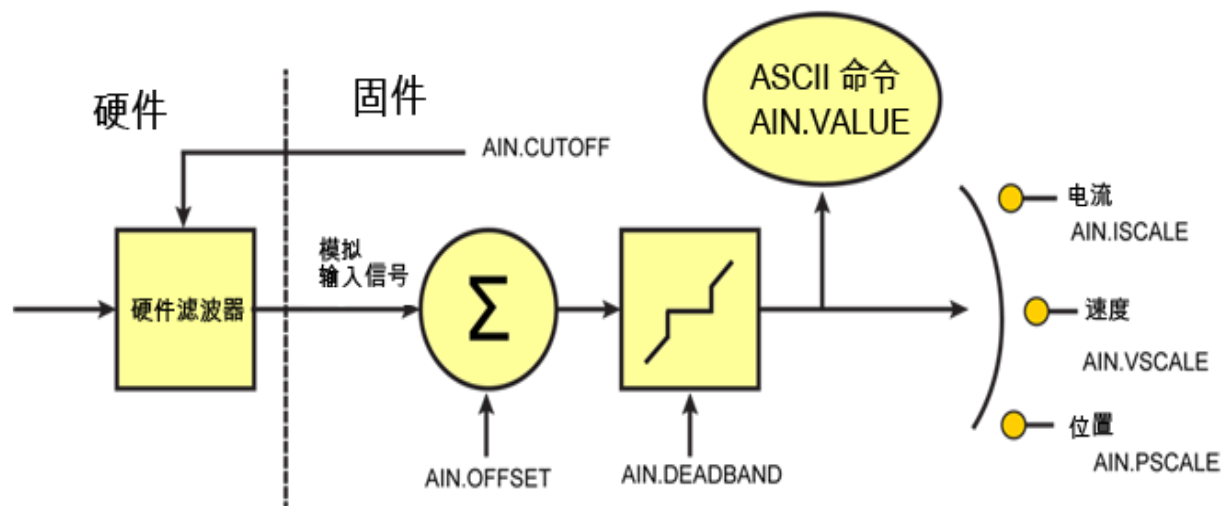 硬件
固件
ASCII 命令
AIN.VALUE
AIN.CUTOFF
模拟
输入信号
硬件滤波器
Σ
电流
AIN.ISCALE
速度
AIN.VSCALE
位置
AIN.PSCALE
AIN.OFFSET
AIN.DEADBAND